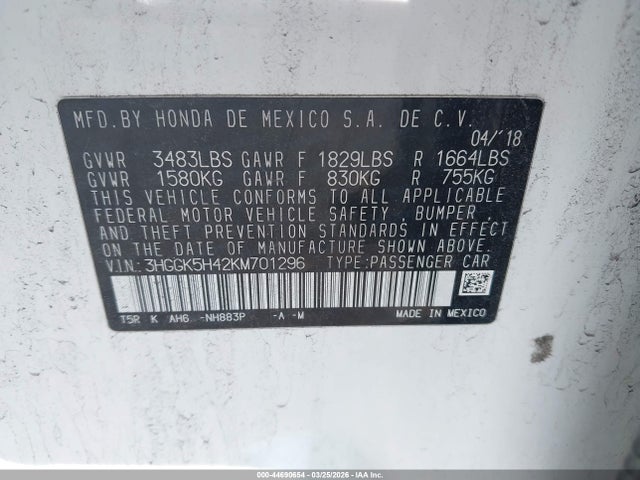 MFD.BY HONDA DE MEXICO S.A. DE C.V.
04/'18
GVWR 3483LBS GAWR F 1829LBS R 1664LBS
GVWR 1580KG GAWR F 830KG R 755KG
THIS VEHICLE CONFORMS TO ALL APPLICABLE
FEDERAL MOTOR VEHICLE SAFETY, BUMPER,
AND THEFT PREVENTION STANDARDS IN
EFFECT ON THE DATE OF MANUFACTURE
SHOWN ABOVE.
V.I.N: 3HGGK5H42KM701296 TYPE:PASSENGER CAR
T5R K AH6 -NH883P -A -M
MADE IN MEXICO
000-44690654 - 03/25/2026 - IAAI.COM